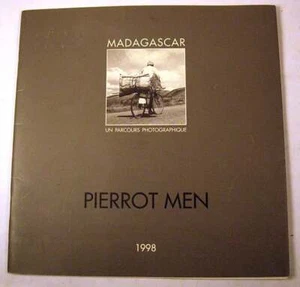 MADAGASCAR
UN PARCOURS PHOTOGRAPHIQUE
PIERROT MEN
1998